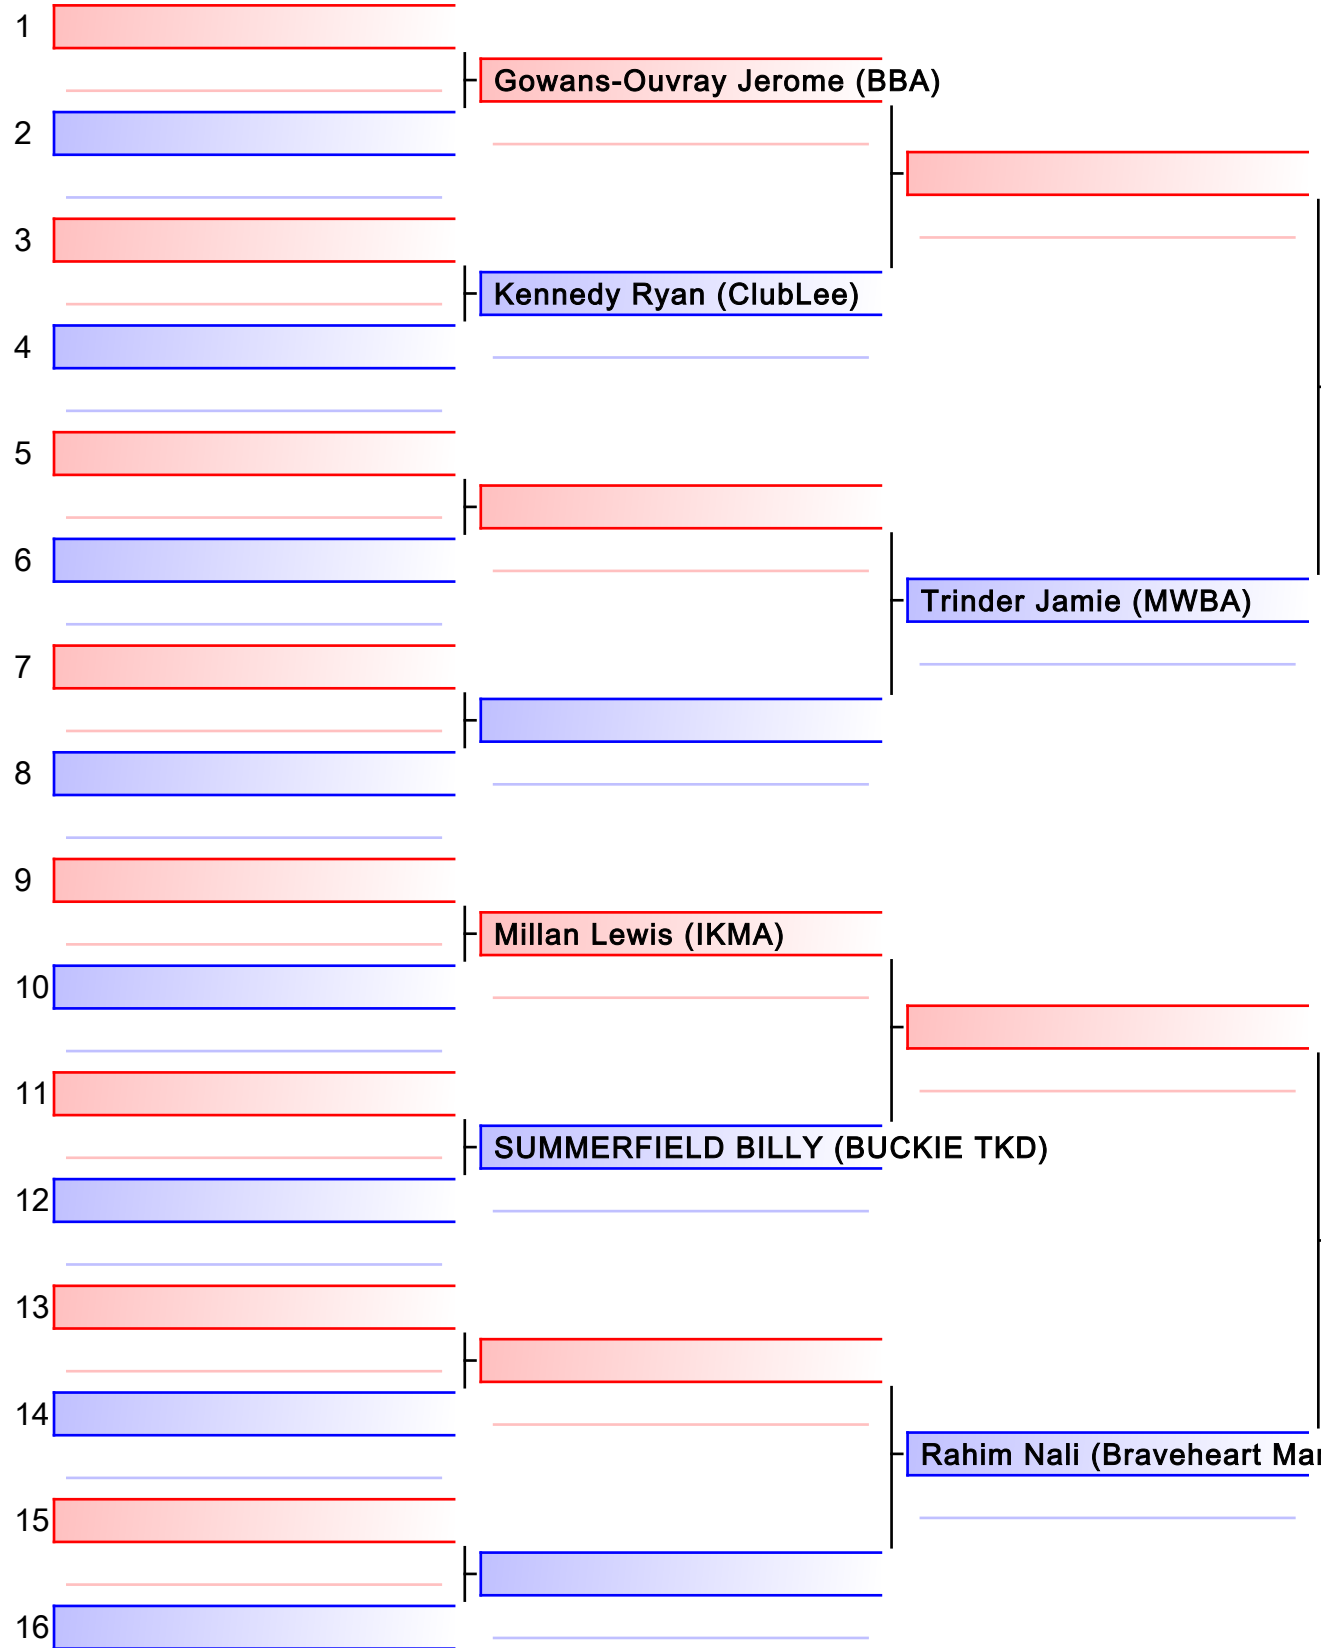 1
Gowans-Ouvray Jerome (BBA)
2
3
Kennedy Ryan (ClubLee)
4
5
6
Trinder Jamie (MWBA)
7
8
9
Millan Lewis (IKMA)
10
11
SUMMERFIELD BILLY (BUCKIE TKD)
12
13
14
Rahim Nali (Braveheart
15
16